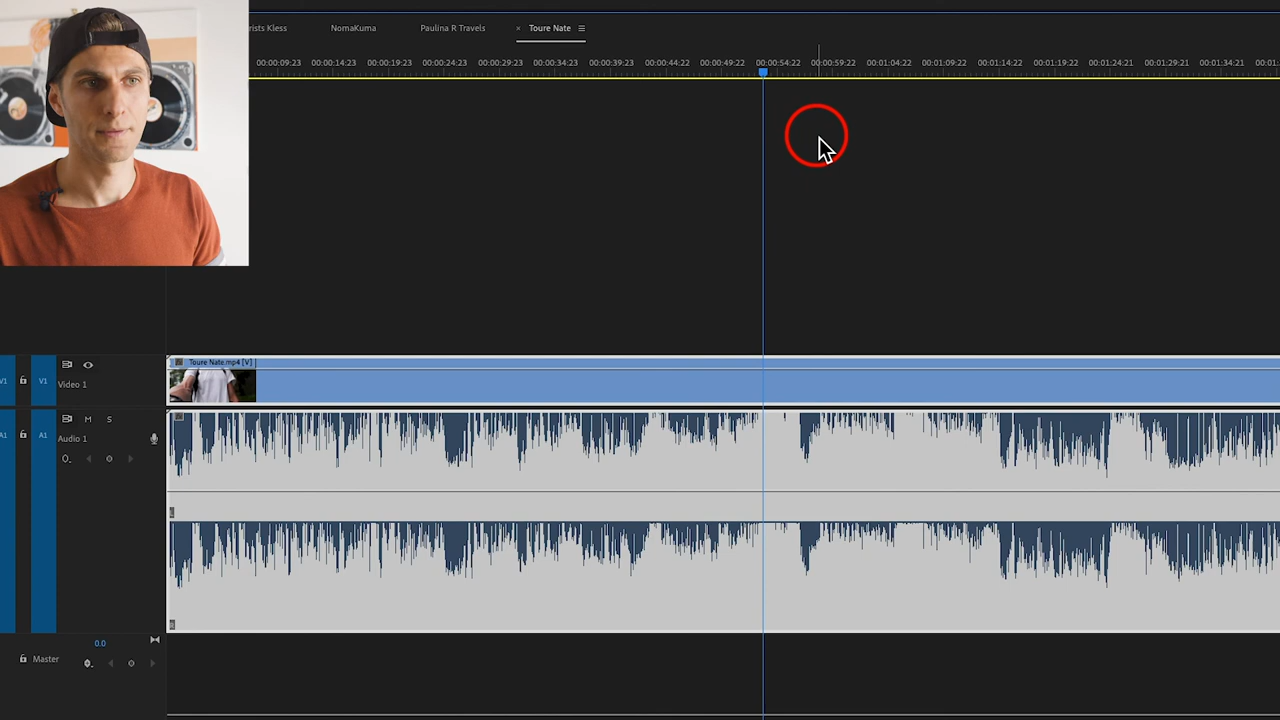 rists Kless NomaKuma Paulina R Travels × Toure Nate ≡
00:00:09:23 00:00:14:23 00:00:19:23 00:00:24:23 00:00:29:23 00:00:34:23 00:00:39:23 00:00:44:22 00:00:49:22 00:00:54:22 00:00:59:22 00:01:04:22 00:01:09:22 00:01:14:22 00:01:19:22 00:01:24:21 00:01:29:21 00:01:34:21 00:01:
Toure Nate.mp4 [V]
V1 V1 Video 1
M S
A1 A1 Audio 1
L
R
0.0
Master